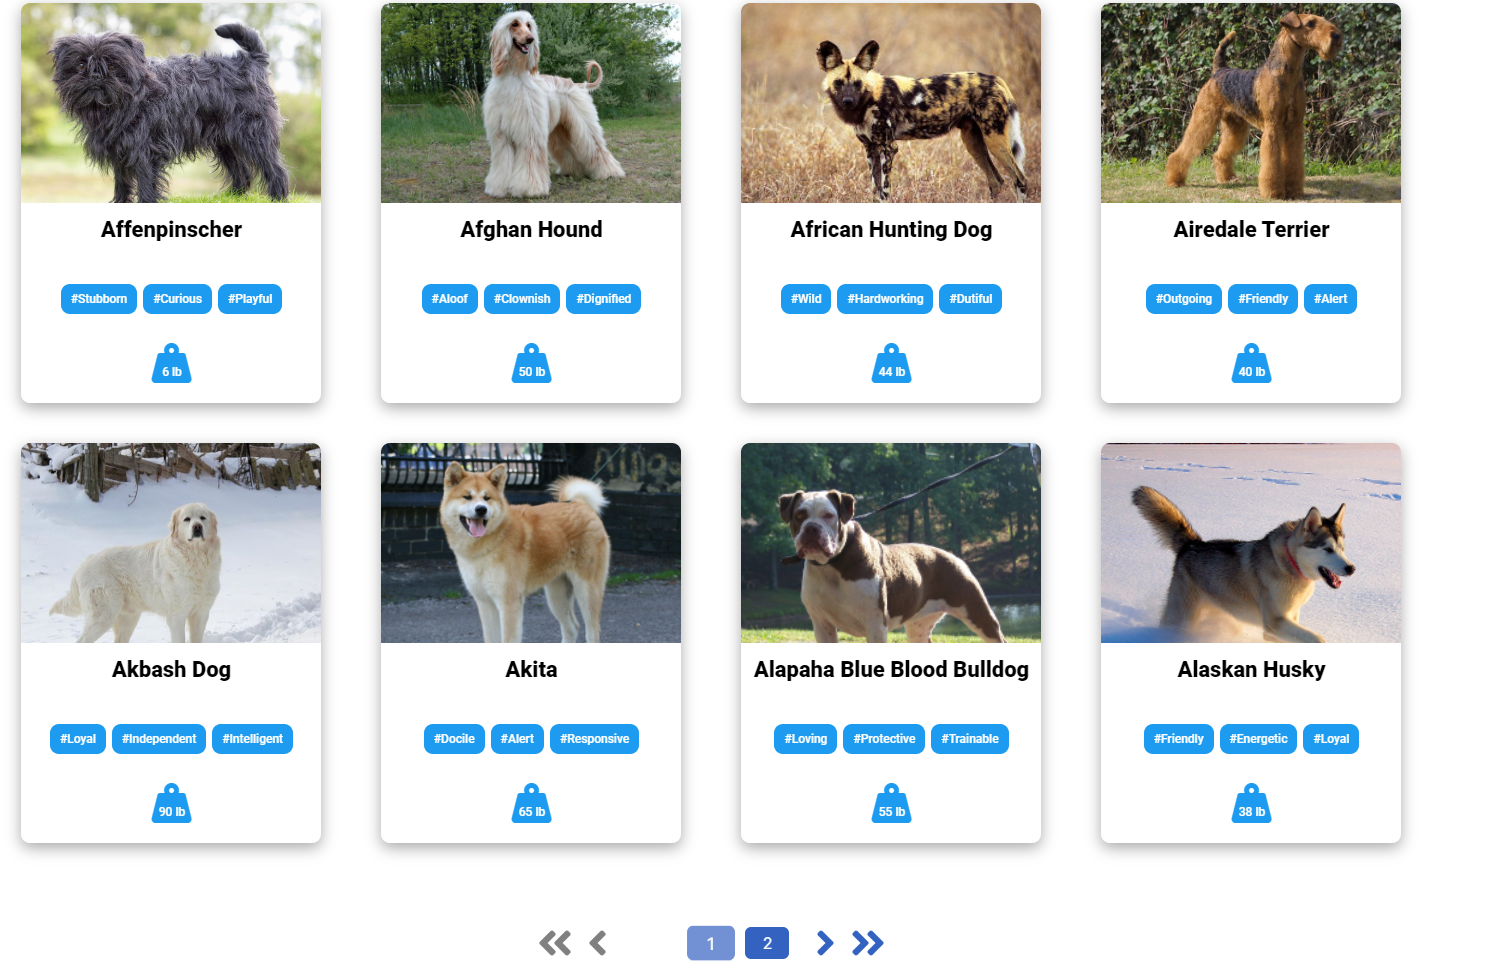 Affenpinscher
Afghan Hound
African Hunting Dog
Airedale Terrier
#Stubborn #Curious #Playful
#Aloof #Clownish #Dignified
#Wild #Hardworking #Dutiful
#Outgoing #Friendly #Alert
6 lb
50 lb
44 lb
40 lb
Akbash Dog
Akita
Alapaha Blue Blood Bulldog
Alaskan Husky
#Loyal #Independent #Intelligent
#Docile #Alert #Responsive
#Loving #Protective #Trainable
#Friendly #Energetic #Loyal
90 lb
65 lb
55 lb
38 lb
1 2